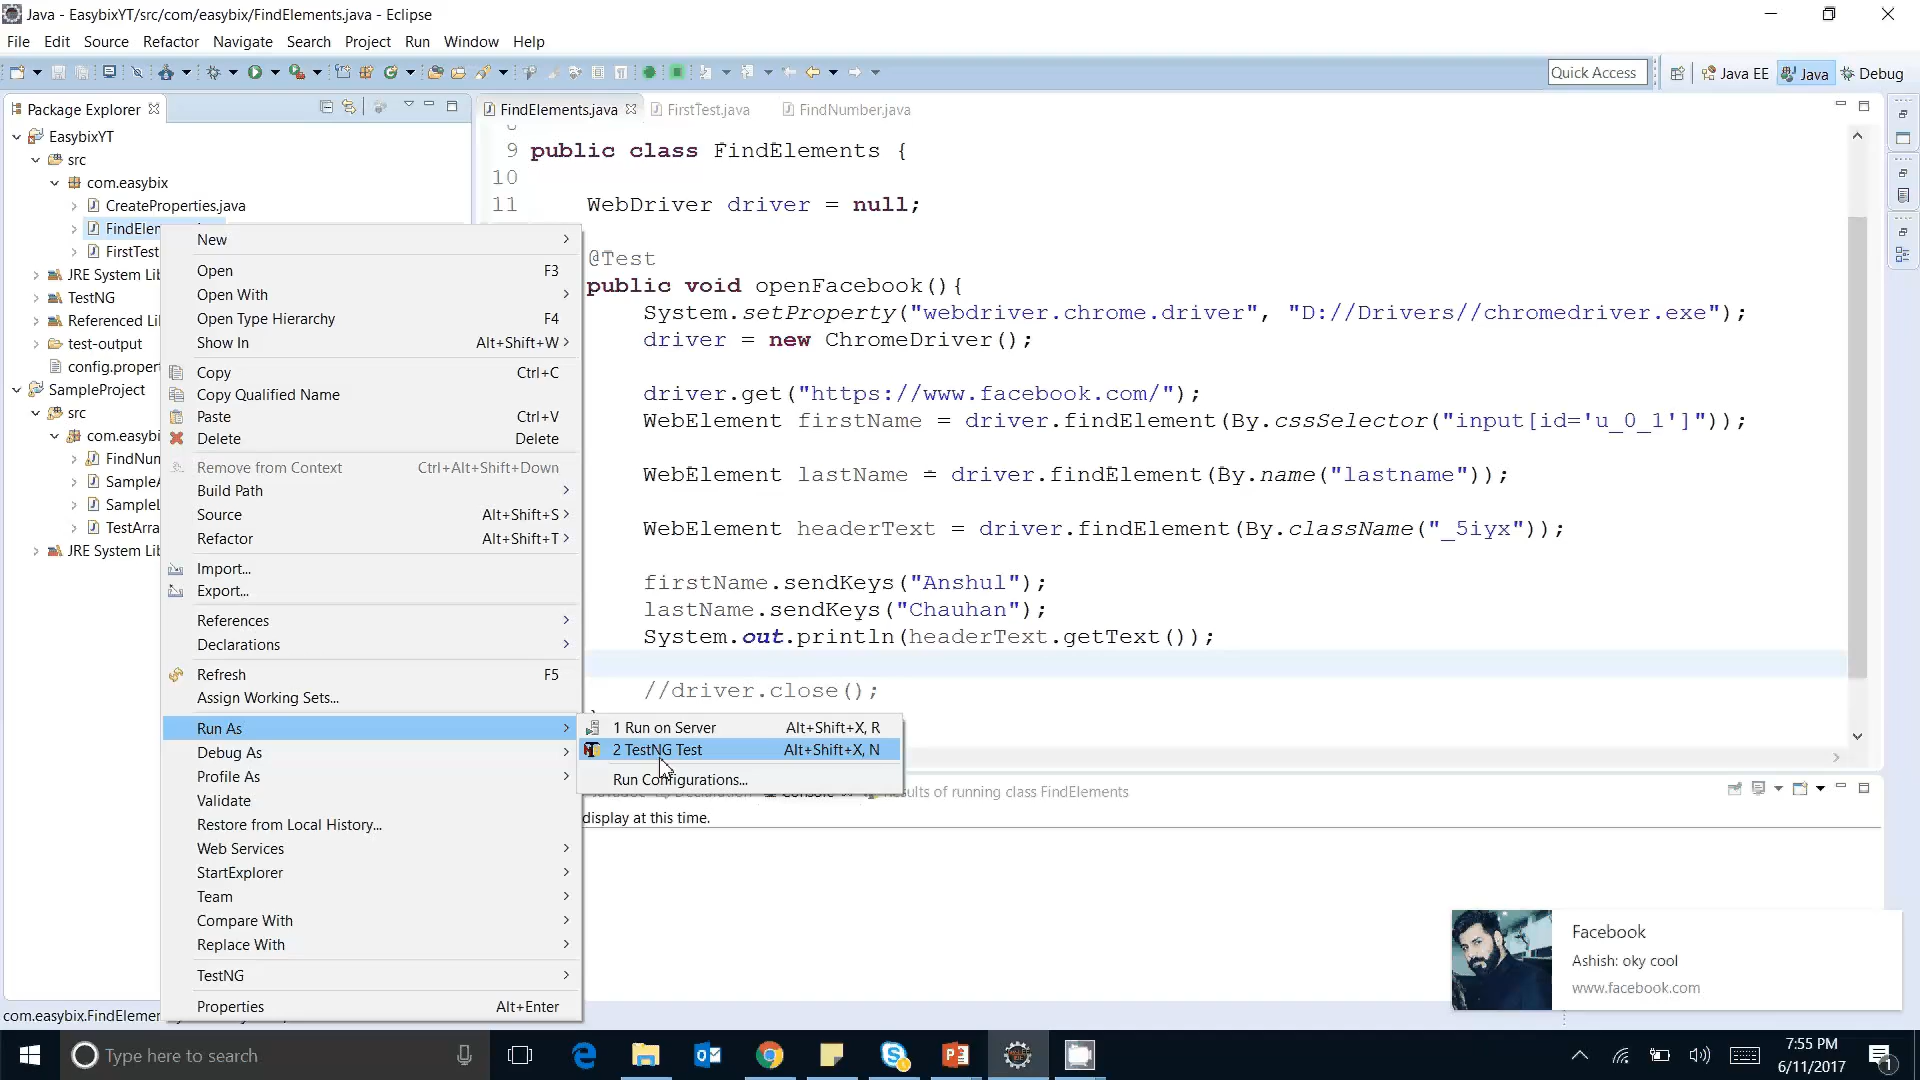 Java - EasybixYT/src/com/easybix/FindElements.java - Eclipse
File Edit Source Refactor Navigate Search Project Run Window Help
Quick Access Java EE Java Debug
Package Explorer
FindElements.java FirstTest.java FindNumber.java
EasybixYT
src
com.easybix
CreateProperties.java
FindElem
FirstTest
JRE System Lib
TestNG
Referenced Li
test-output
config.proper
SampleProject
src
com.easybi
FindNun
SampleA
SampleL
TestArra
JRE System Lib
9 public class FindElements {
10
11 WebDriver driver = null;
@Test
public void openFacebook(){
System.setProperty("webdriver.chrome.driver", "D://Drivers//chromedriver.exe");
driver = new ChromeDriver();
driver.get("https://www.facebook.com/");
WebElement firstName = driver.findElement(By.cssSelector("input[id='u_0_1']"));
WebElement lastName = driver.findElement(By.name("lastname"));
WebElement headerText = driver.findElement(By.className("_5iyx"));
firstName.sendKeys("Anshul");
lastName.sendKeys("Chauhan");
System.out.println(headerText.getText());
//driver.close();
New
Open F3
Open With
Open Type Hierarchy F4
Show In Alt+Shift+W
Copy Ctrl+C
Copy Qualified Name
Paste Ctrl+V
Delete Delete
Remove from Context Ctrl+Alt+Shift+Down
Build Path
Source Alt+Shift+S
Refactor Alt+Shift+T
Import...
Export...
References
Declarations
Refresh F5
Assign Working Sets...
Run As
Debug As
Profile As
Validate
Restore from Local History...
Web Services
StartExplorer
Team
Compare With
Replace With
TestNG
Properties Alt+Enter
1 Run on Server Alt+Shift+X, R
2 TestNG Test Alt+Shift+X, N
Run Configurations...
esults of running class FindElements
display at this time.
Facebook
Ashish: oky cool
www.facebook.com
com.easybix.FindElemer
Type here to search
7:55 PM
6/11/2017
1